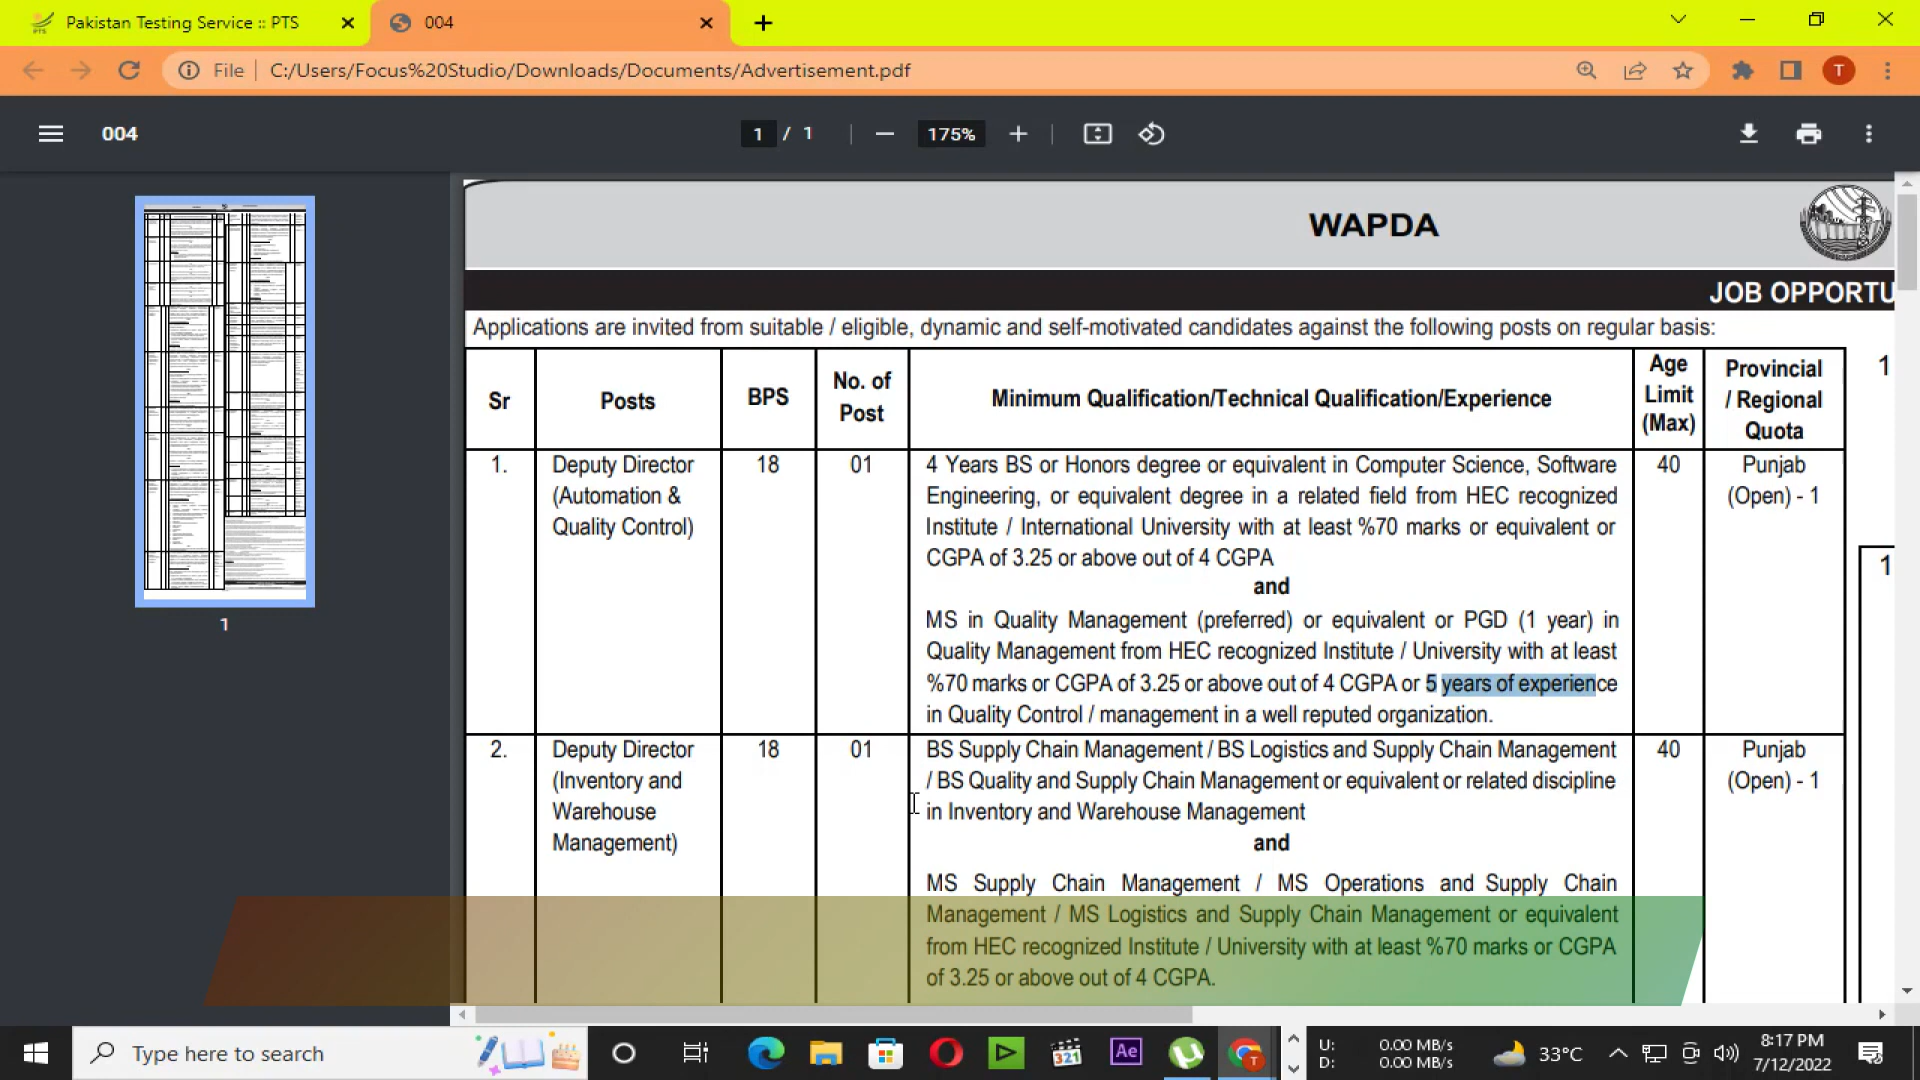 Pakistan Testing Service :: PTS
004
File
C:/Users/Focus%20Studio/Downloads/Documents/Advertisement.pdf
T
004
1 / 1
175%
1
WAPDA
JOB OPPORTU
Applications are invited from suitable / eligible, dynamic and self-motivated candidates against the following posts on regular basis:
Sr
Posts
BPS
No. of
Post
Minimum Qualification/Technical Qualification/Experience
Age
Limit
(Max)
Provincial
/ Regional
Quota
1
1.
Deputy Director
(Automation &
Quality Control)
18
01
4 Years BS or Honors degree or equivalent in Computer Science, Software
Engineering, or equivalent degree in a related field from HEC recognized
Institute / International University with at least %70 marks or equivalent or
CGPA of 3.25 or above out of 4 CGPA
and
MS in Quality Management (preferred) or equivalent or PGD (1 year) in
Quality Management from HEC recognized Institute / University with at least
%70 marks or CGPA of 3.25 or above out of 4 CGPA or 5 years of experience
in Quality Control / management in a well reputed organization.
40
Punjab
(Open) - 1
1
2.
Deputy Director
(Inventory and
Warehouse
Management)
18
01
BS Supply Chain Management / BS Logistics and Supply Chain Management
/ BS Quality and Supply Chain Management or equivalent or related discipline
in Inventory and Warehouse Management
and
MS Supply Chain Management / MS Operations and Supply Chain
Management / MS Logistics and Supply Chain Management or equivalent
from HEC recognized Institute / University with at least %70 marks or CGPA
of 3.25 or above out of 4 CGPA.
40
Punjab
(Open) - 1
Type here to search
321
Ae
T
U: 0.00 MB/s
D: 0.00 MB/s
33°C
8:17 PM
7/12/2022